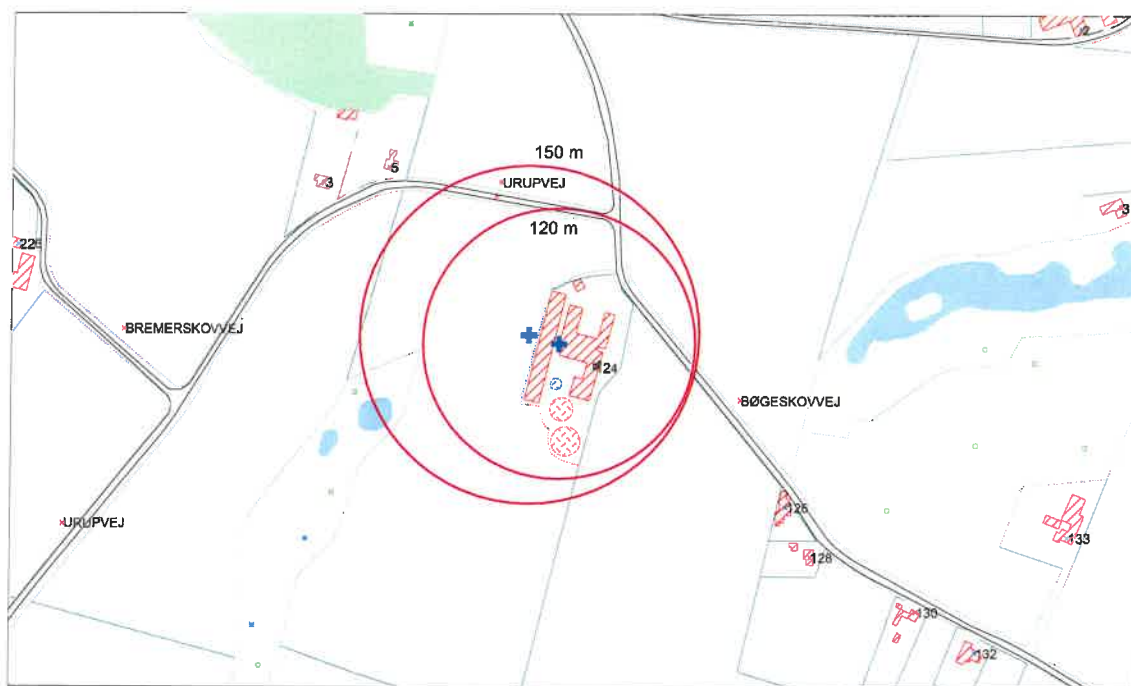 2
150 m
5
3
URUPVEJ
3
120 m
225
BREMERSKOVVEJ
24
BØGESKOVVEJ
126
URUPVEJ
133
128
130
132